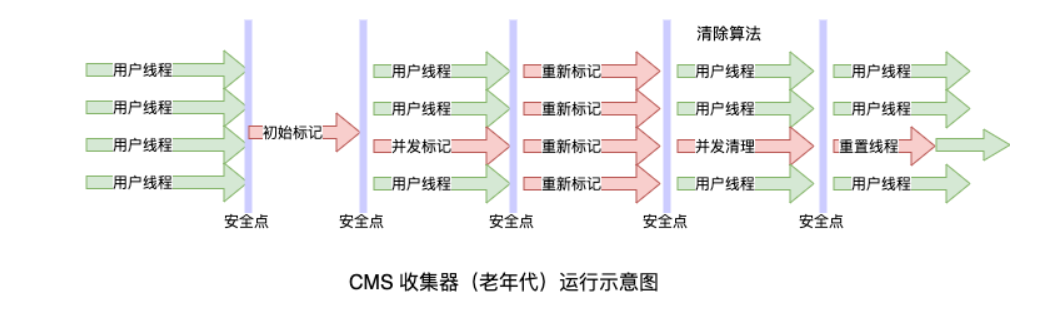 清除算法
用户线程 用户线程 重新标记 用户线程 用户线程
用户线程 用户线程 重新标记 用户线程 用户线程
初始标记
用户线程 并发标记 重新标记 并发清理 重置线程
用户线程 用户线程 重新标记 用户线程 用户线程
安全点 安全点 安全点 安全点 安全点
CMS 收集器（老年代）运行示意图